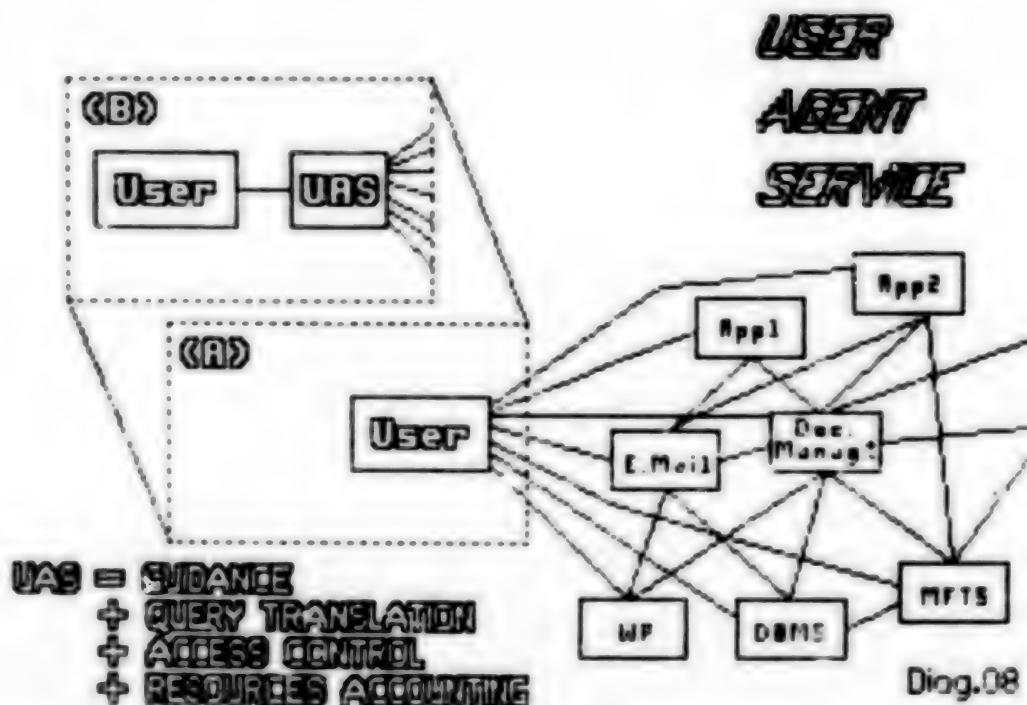 USER
AGENT
SERVICE
(B)
User
UAS
App2
App1
(A)
User
E.Mail
Doc.
Managt
UAS = GUIDANCE
+ QUERY TRANSLATION
+ ACCESS CONTROL
+ RESOURCES ACCOUNTING
WP
DBMS
MFTS
Diag.08